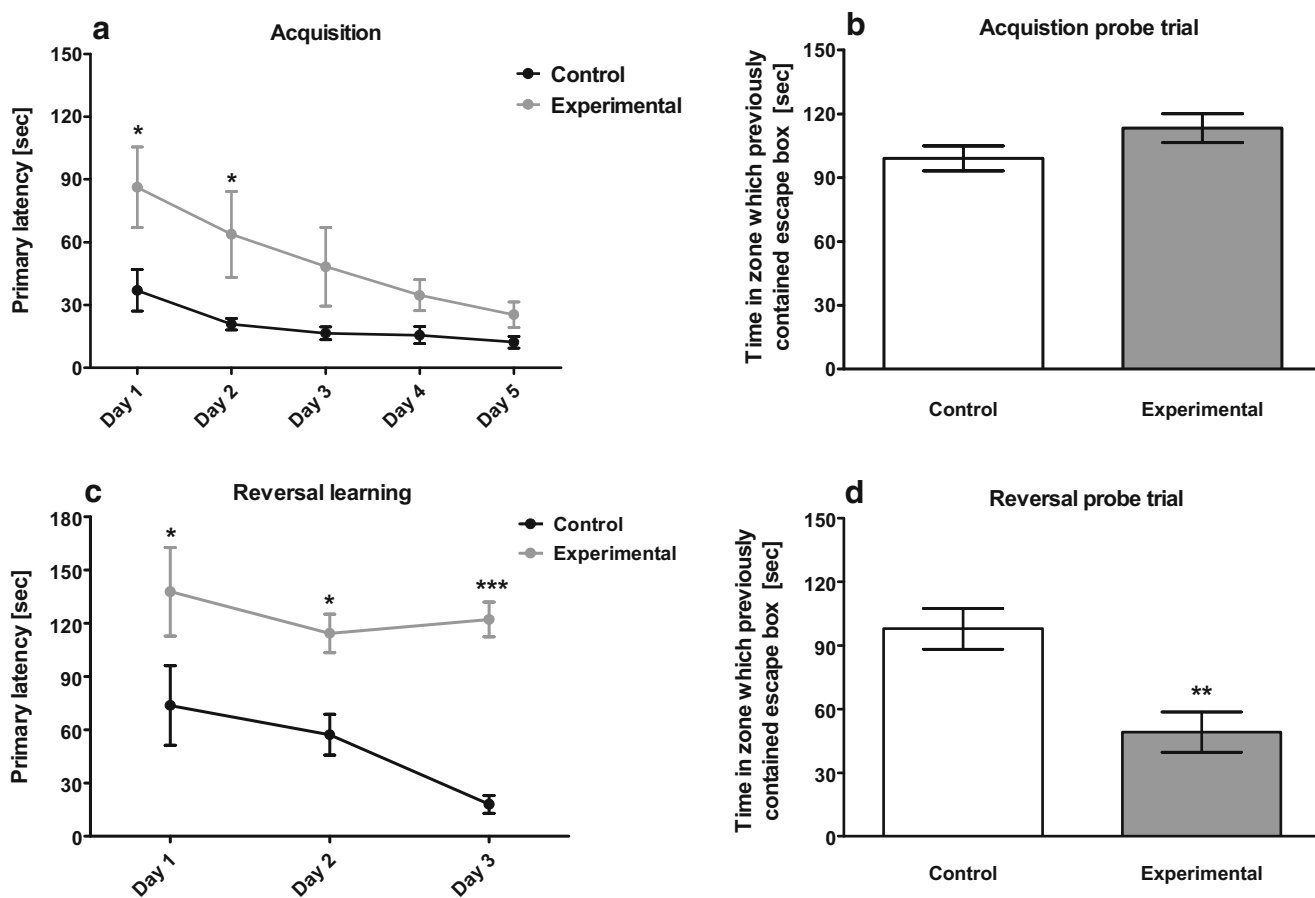 a
Acquisition
Control
Experimental
Primary latency [sec]
150
120
90
60
30
0
*
*
Day 1
Day 2
Day 3
Day 4
Day 5
b
Acquistion probe trial
Time in zone which previously
contained escape box [sec]
150
120
90
60
30
0
Control
Experimental
c
Reversal learning
Control
Experimental
Primary latency [sec]
180
150
120
90
60
30
0
*
*
***
Day 1
Day 2
Day 3
d
Reversal probe trial
Time in zone which previously
contained escape box [sec]
150
120
90
60
30
0
**
Control
Experimental